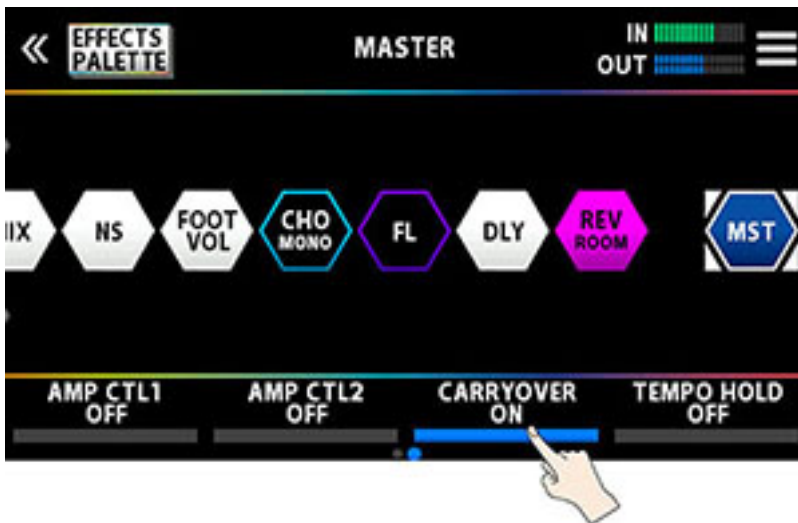 « EFFECTS
PALETTE
MASTER
IN
OUT
IX
NS
FOOT
VOL
CHO
MONO
FL
DLY
REV
ROOM
MST
AMP CTL1
OFF
AMP CTL2
OFF
CARRYOVER
ON
TEMPO HOLD
OFF